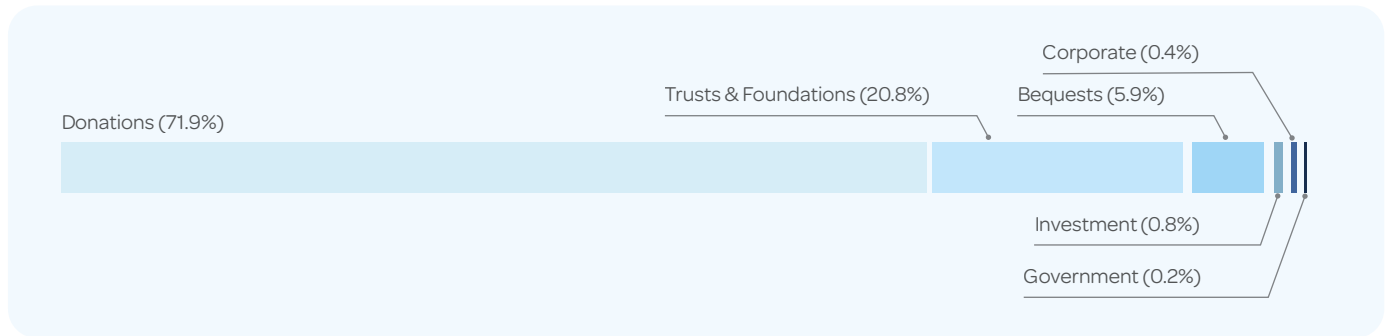 Corporate (0.4%)
Trusts & Foundations (20.8%)
Bequests (5.9%)
Donations (71.9%)
Investment (0.8%)
Government (0.2%)